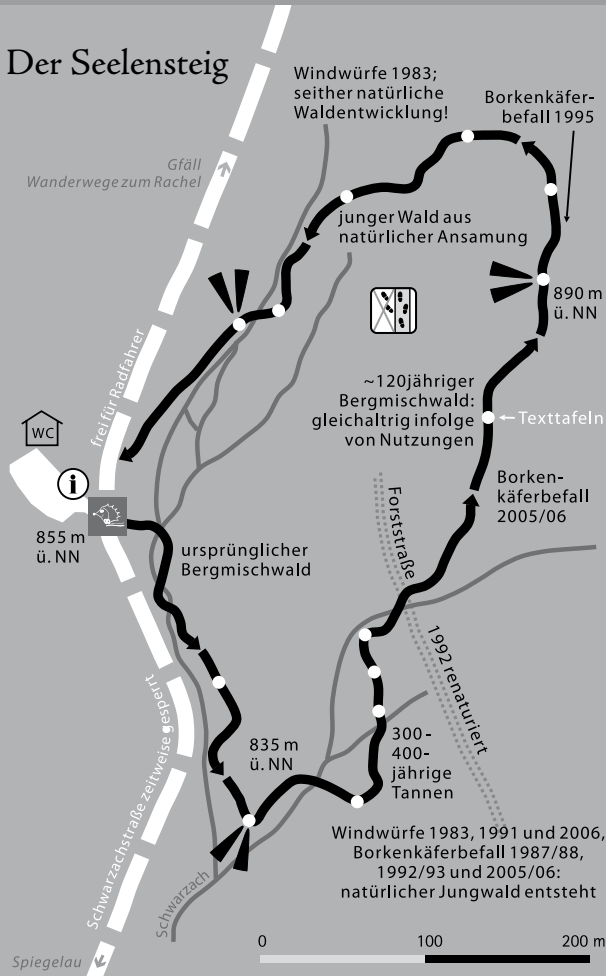 Der Seelensteig
Windwürfe 1983;
seither natürliche
Waldentwicklung!
Borkenkäfer-
befall 1995
Gfäll
Wanderwege zum Rachel
junger Wald aus
natürlicher Ansamung
890 m
ü. NN
frei für Radfahrer
~120jähriger
Bergmischwald:
gleichaltrig infolge
von Nutzungen
Texttafeln
WC
i
855 m
ü. NN
ursprünglicher
Bergmischwald
Forststraße
Borken-
käferbefall
2005/06
1992 renaturiert
Schwarzachstraße zeitweise gesperrt
835 m
ü. NN
300-
400-
jährige
Tannen
Windwürfe 1983, 1991 und 2006,
Borkenkäferbefall 1987/88,
1992/93 und 2005/06:
natürlicher Jungwald entsteht
Schwarzach
Spiegelau
0 100 200 m